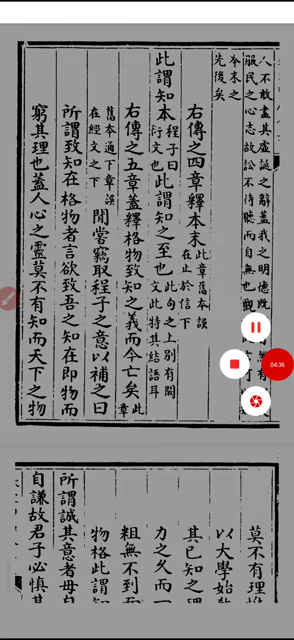 人不敢盡其虛誕之辭蓋我之明德既
服民之心志故訟不待聽而自無也觀
本末之
先後矣
右傳之四章釋本末此章舊本誤在止於信下
此謂知本程子曰衍文也此謂知之至也此句之上別有闕文此特其結語耳
右傳之五章蓋釋格物致知之義而今亡矣此章
舊本通下章誤在經文之下閒嘗竊取程子之意以補之曰
所謂致知在格物者言欲致吾之知在即物而
窮其理也蓋人心之靈莫不有知而天下之物
04:36
莫不有理惟
以大學始教
其已知之理
力之久而一
粗無不到
物格此謂知
所謂誠其意者毋自
自謙故君子必慎其